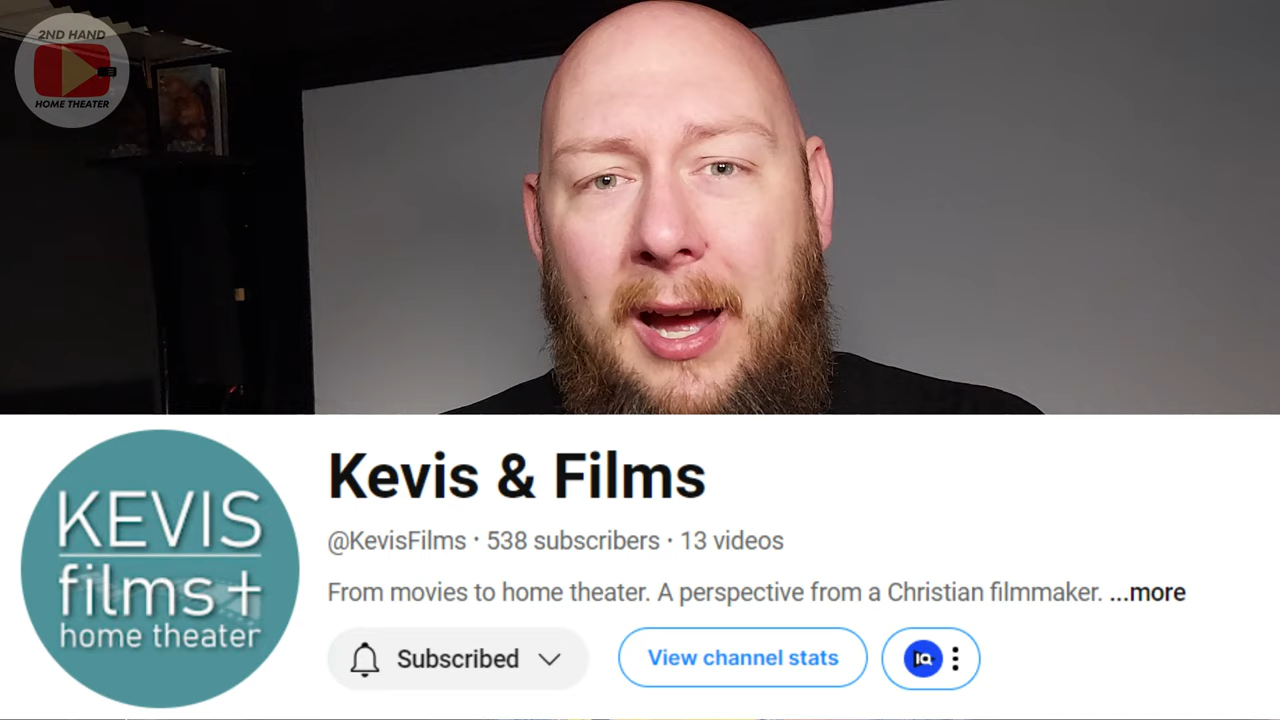 2ND HAND
HOME THEATER
Kevis & Films
KEVIS
films+
home theater
@KevisFilms · 538 subscribers · 13 videos
From movies to home theater. A perspective from a Christian filmmaker. ...more
Subscribed
View channel stats
IQ